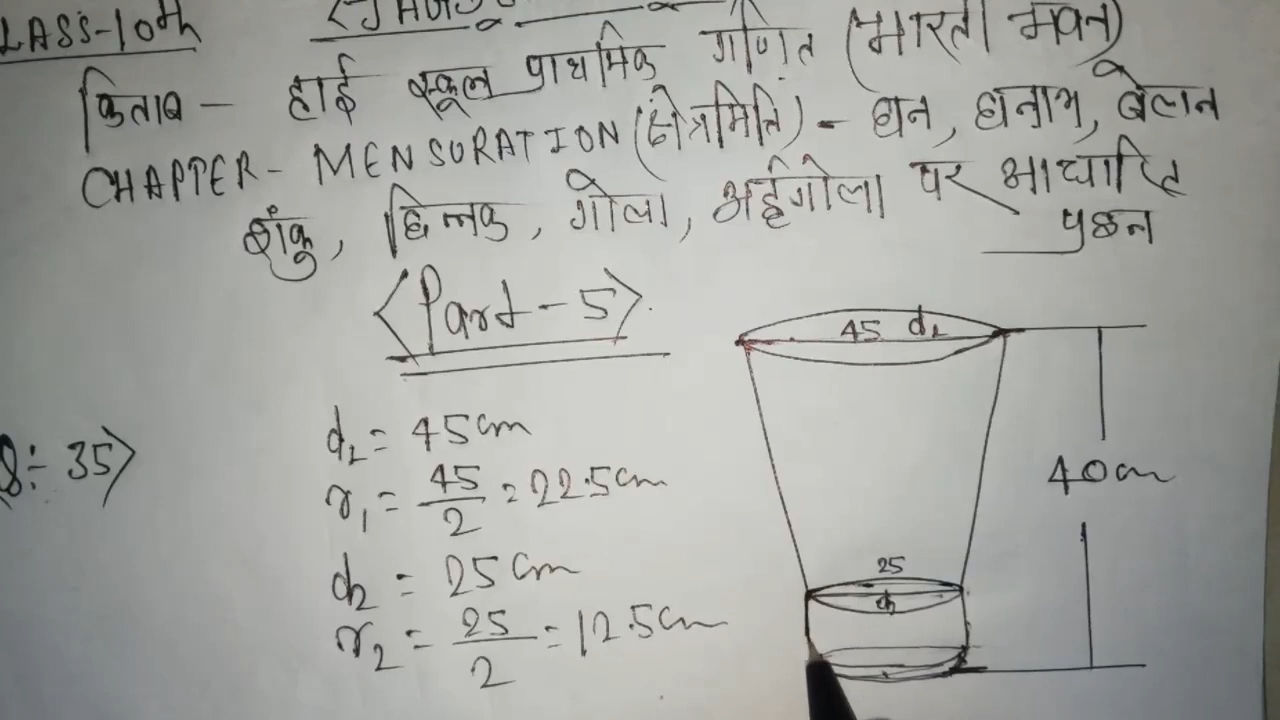 LASS-10th
किताब - हाई स्कूल प्राथमिक गणित (भारती भवन)
CHAPTER- MENSURATION (क्षेत्रमिति) - घन, घनाभ, बेलन
शंकु, छिन्नक, गोला, अर्द्धगोला पर आधारित
प्रश्न
<Part-5>
45 d₁
d₁ = 45cm
8÷ 35>
r₁ = 45/2 = 22.5cm
40cm
d₂ = 25cm
25
d₂
r₂ = 25/2 = 12.5cm